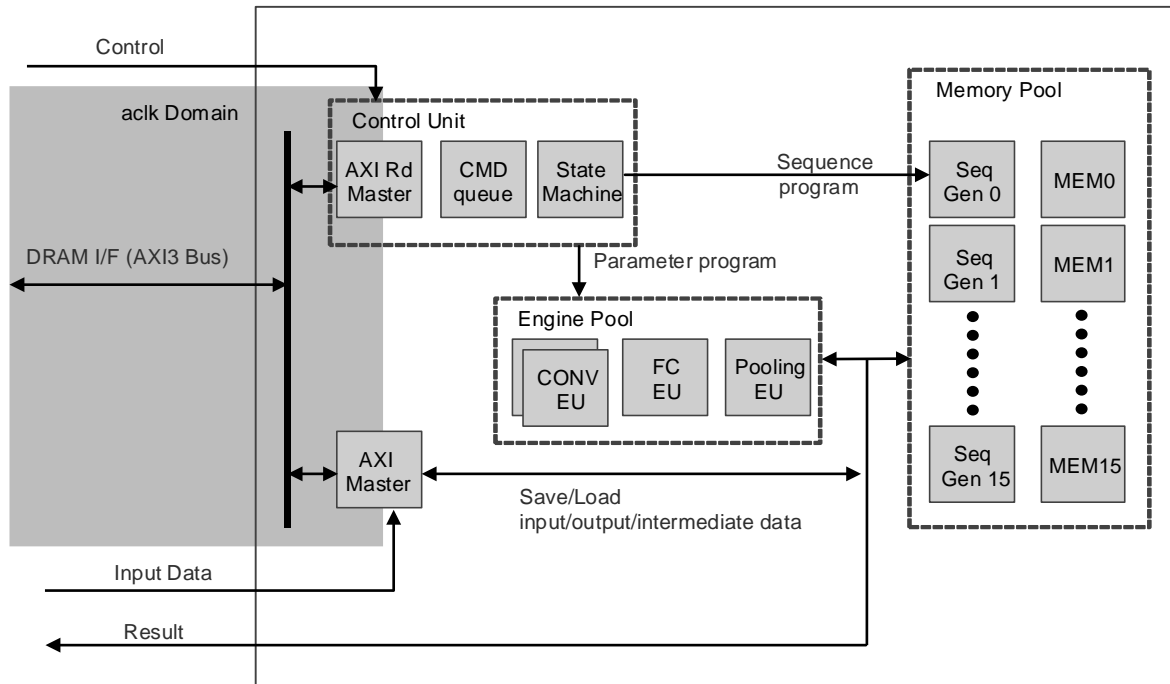 Control
aclk Domain
Control Unit
AXI Rd
Master
CMD
queue
State
Machine
Sequence
program
Memory Pool
Seq
Gen 0
MEM0
DRAM I/F (AXI3 Bus)
Parameter program
Seq
Gen 1
MEM1
Engine Pool
CONV
EU
FC
EU
Pooling
EU
AXI
Master
Save/Load
input/output/intermediate data
Seq
Gen 15
MEM15
Input Data
Result